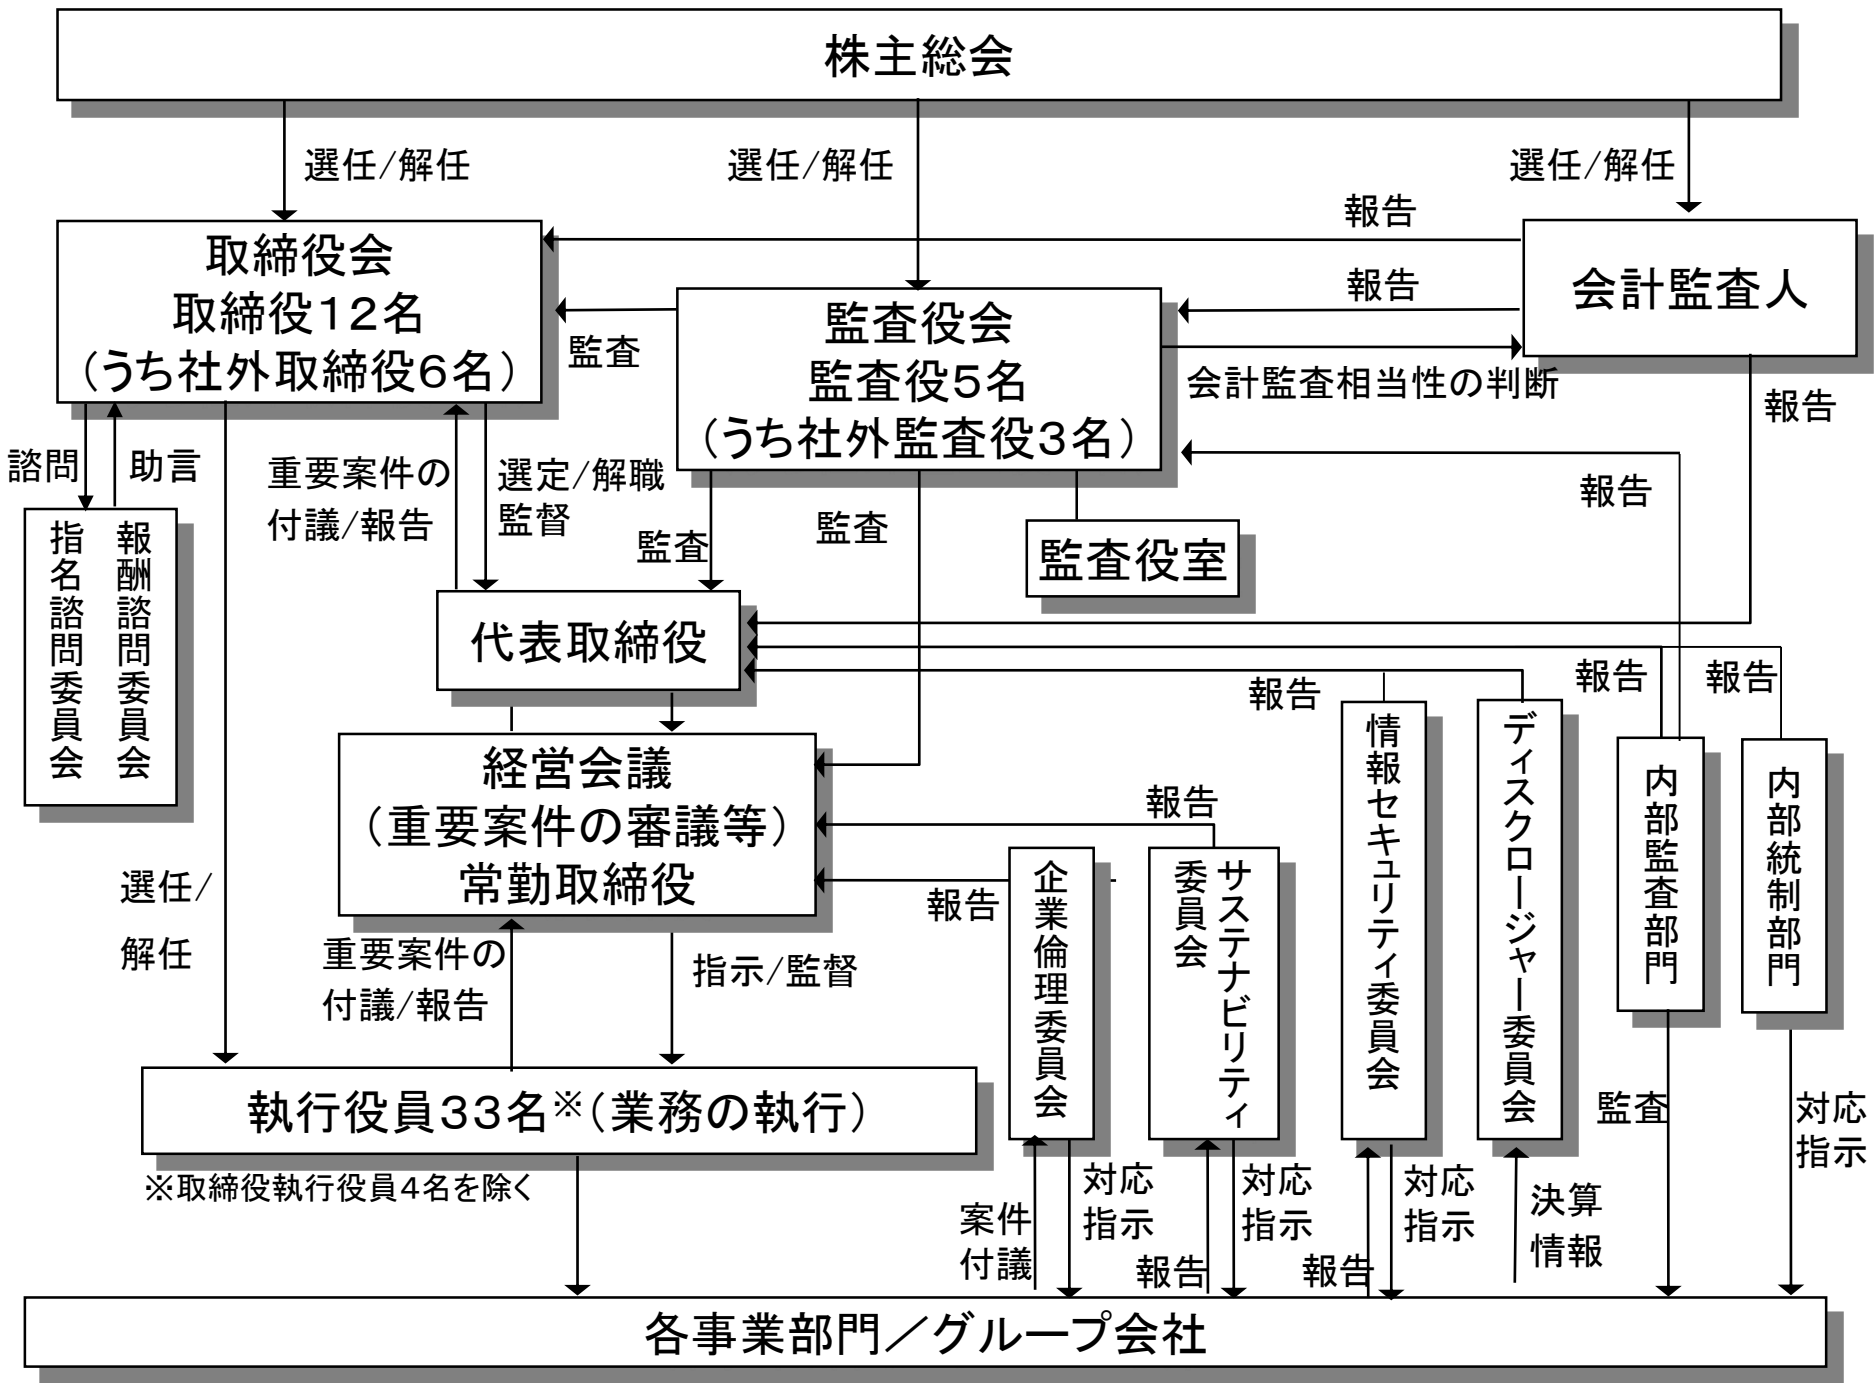 株主総会
選任/解任
選任/解任
選任/解任
報告
取締役会
取締役12名
(うち社外取締役6名)
監査
監査役会
監査役5名
(うち社外監査役3名)
報告
会計監査人
会計監査相当性の判断
報告
諮問
助言
重要案件の
付議/報告
選定/解職
監督
監査
監査
報告
監査役室
指名諮問委員会
報酬諮問委員会
代表取締役
報告
報告
報告
経営会議
(重要案件の審議等)
常勤取締役
報告
報告
選任/
解任
重要案件の
付議/報告
指示/監督
企業倫理委員会
サステナビリティ
委員会
情報セキュリティ委員会
ディスクロージャー委員会
内部監査部門
内部統制部門
執行役員33名※(業務の執行)
※取締役執行役員4名を除く
案件
付議
対応
指示
報告
対応
指示
報告
対応
指示
決算
情報
監査
対応
指示
各事業部門/グループ会社